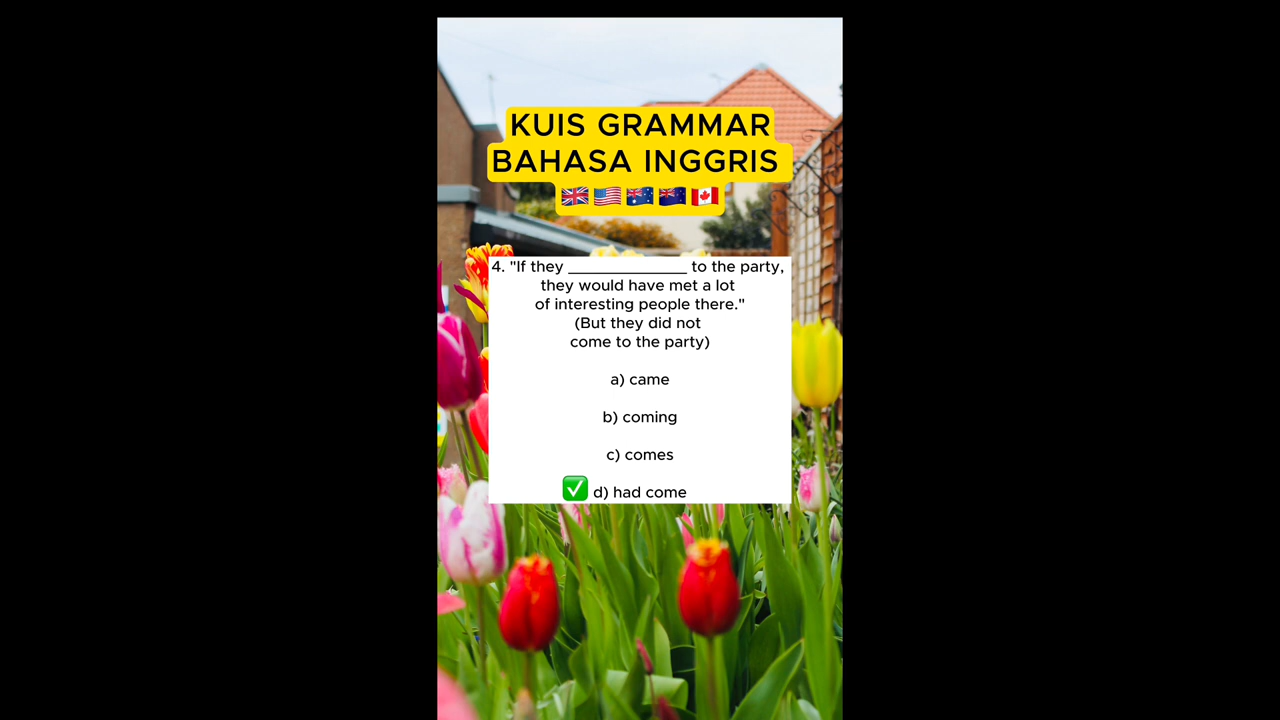 KUIS GRAMMAR
BAHASA INGGRIS
🇬🇧🇺🇸🇦🇺🇳🇿🇨🇦
4. "If they ______________ to the party,
they would have met a lot
of interesting people there."
(But they did not
come to the party)
a) came
b) coming
c) comes
✅ d) had come